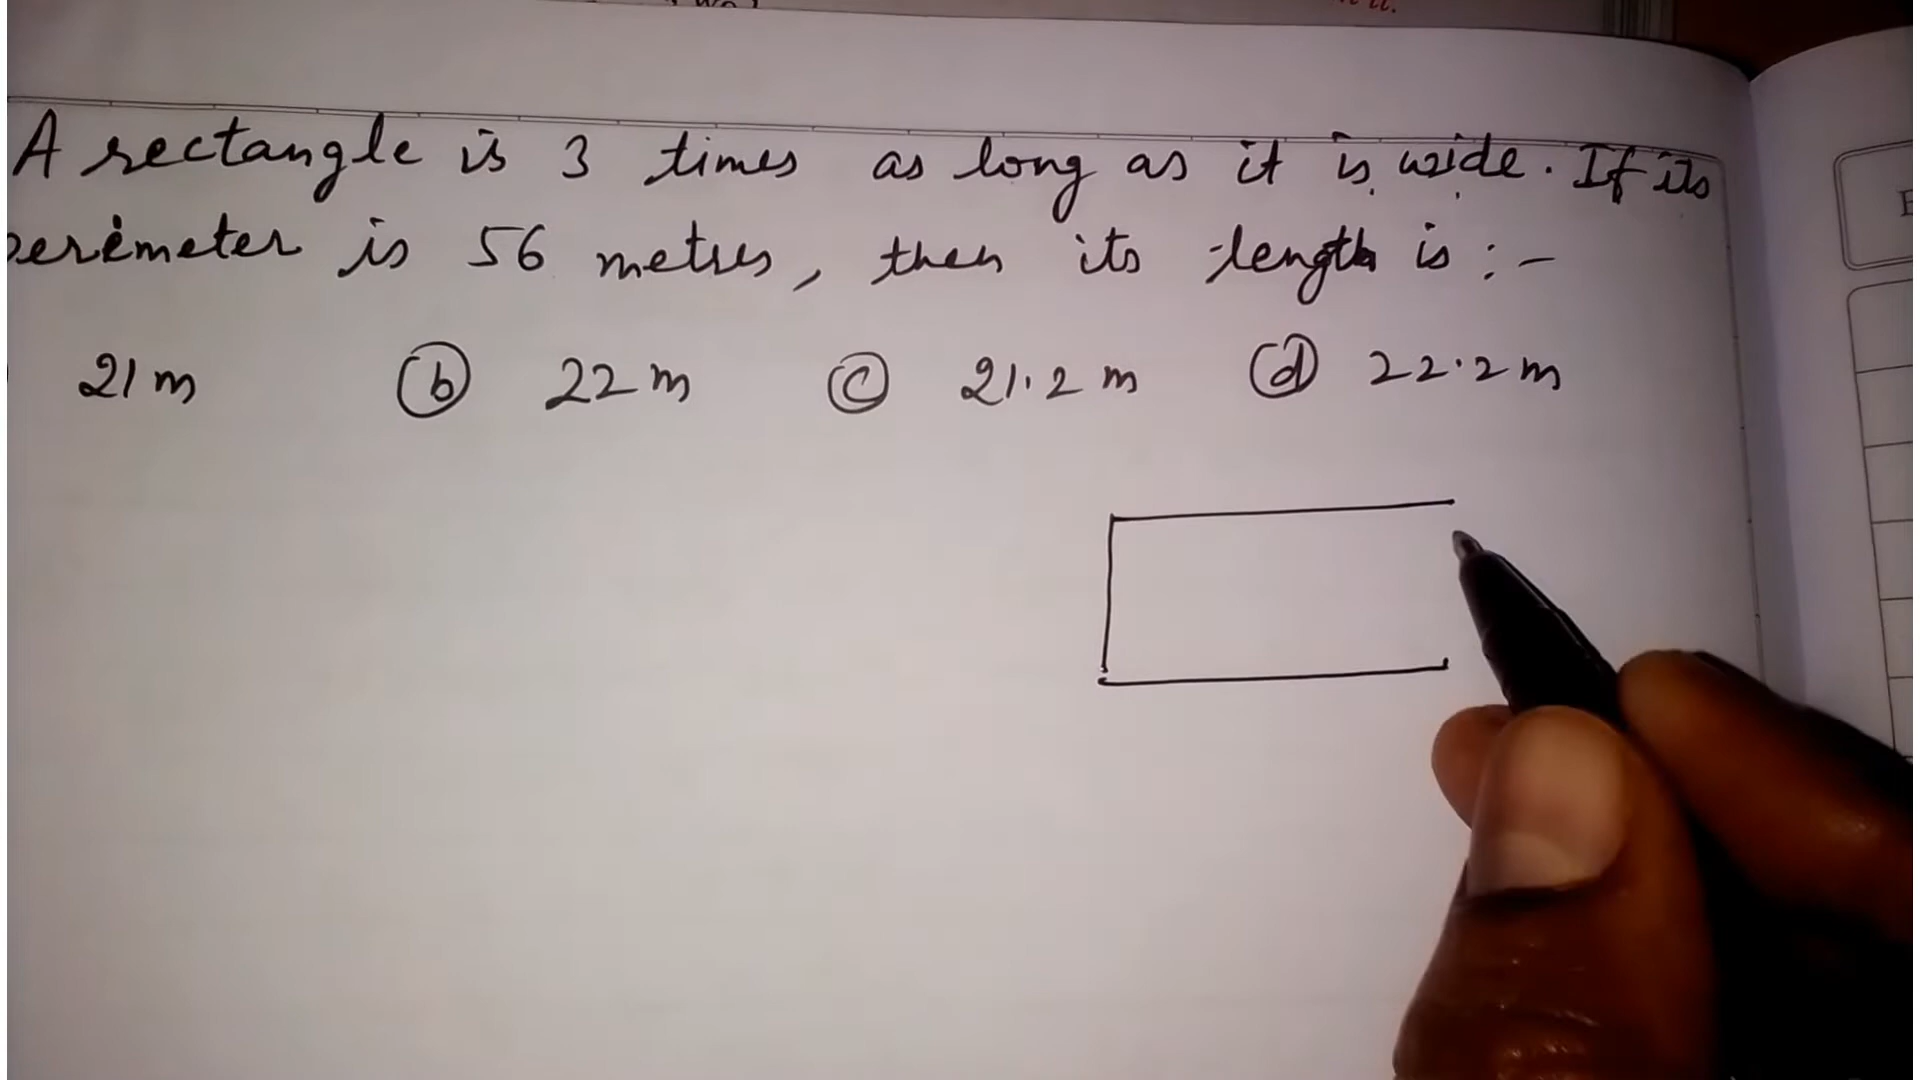 A rectangle is 3 times as long as it is wide. If its
perimeter is 56 metres, then its length is :-
21 m (b) 22 m (c) 21.2 m (d) 22.2 m